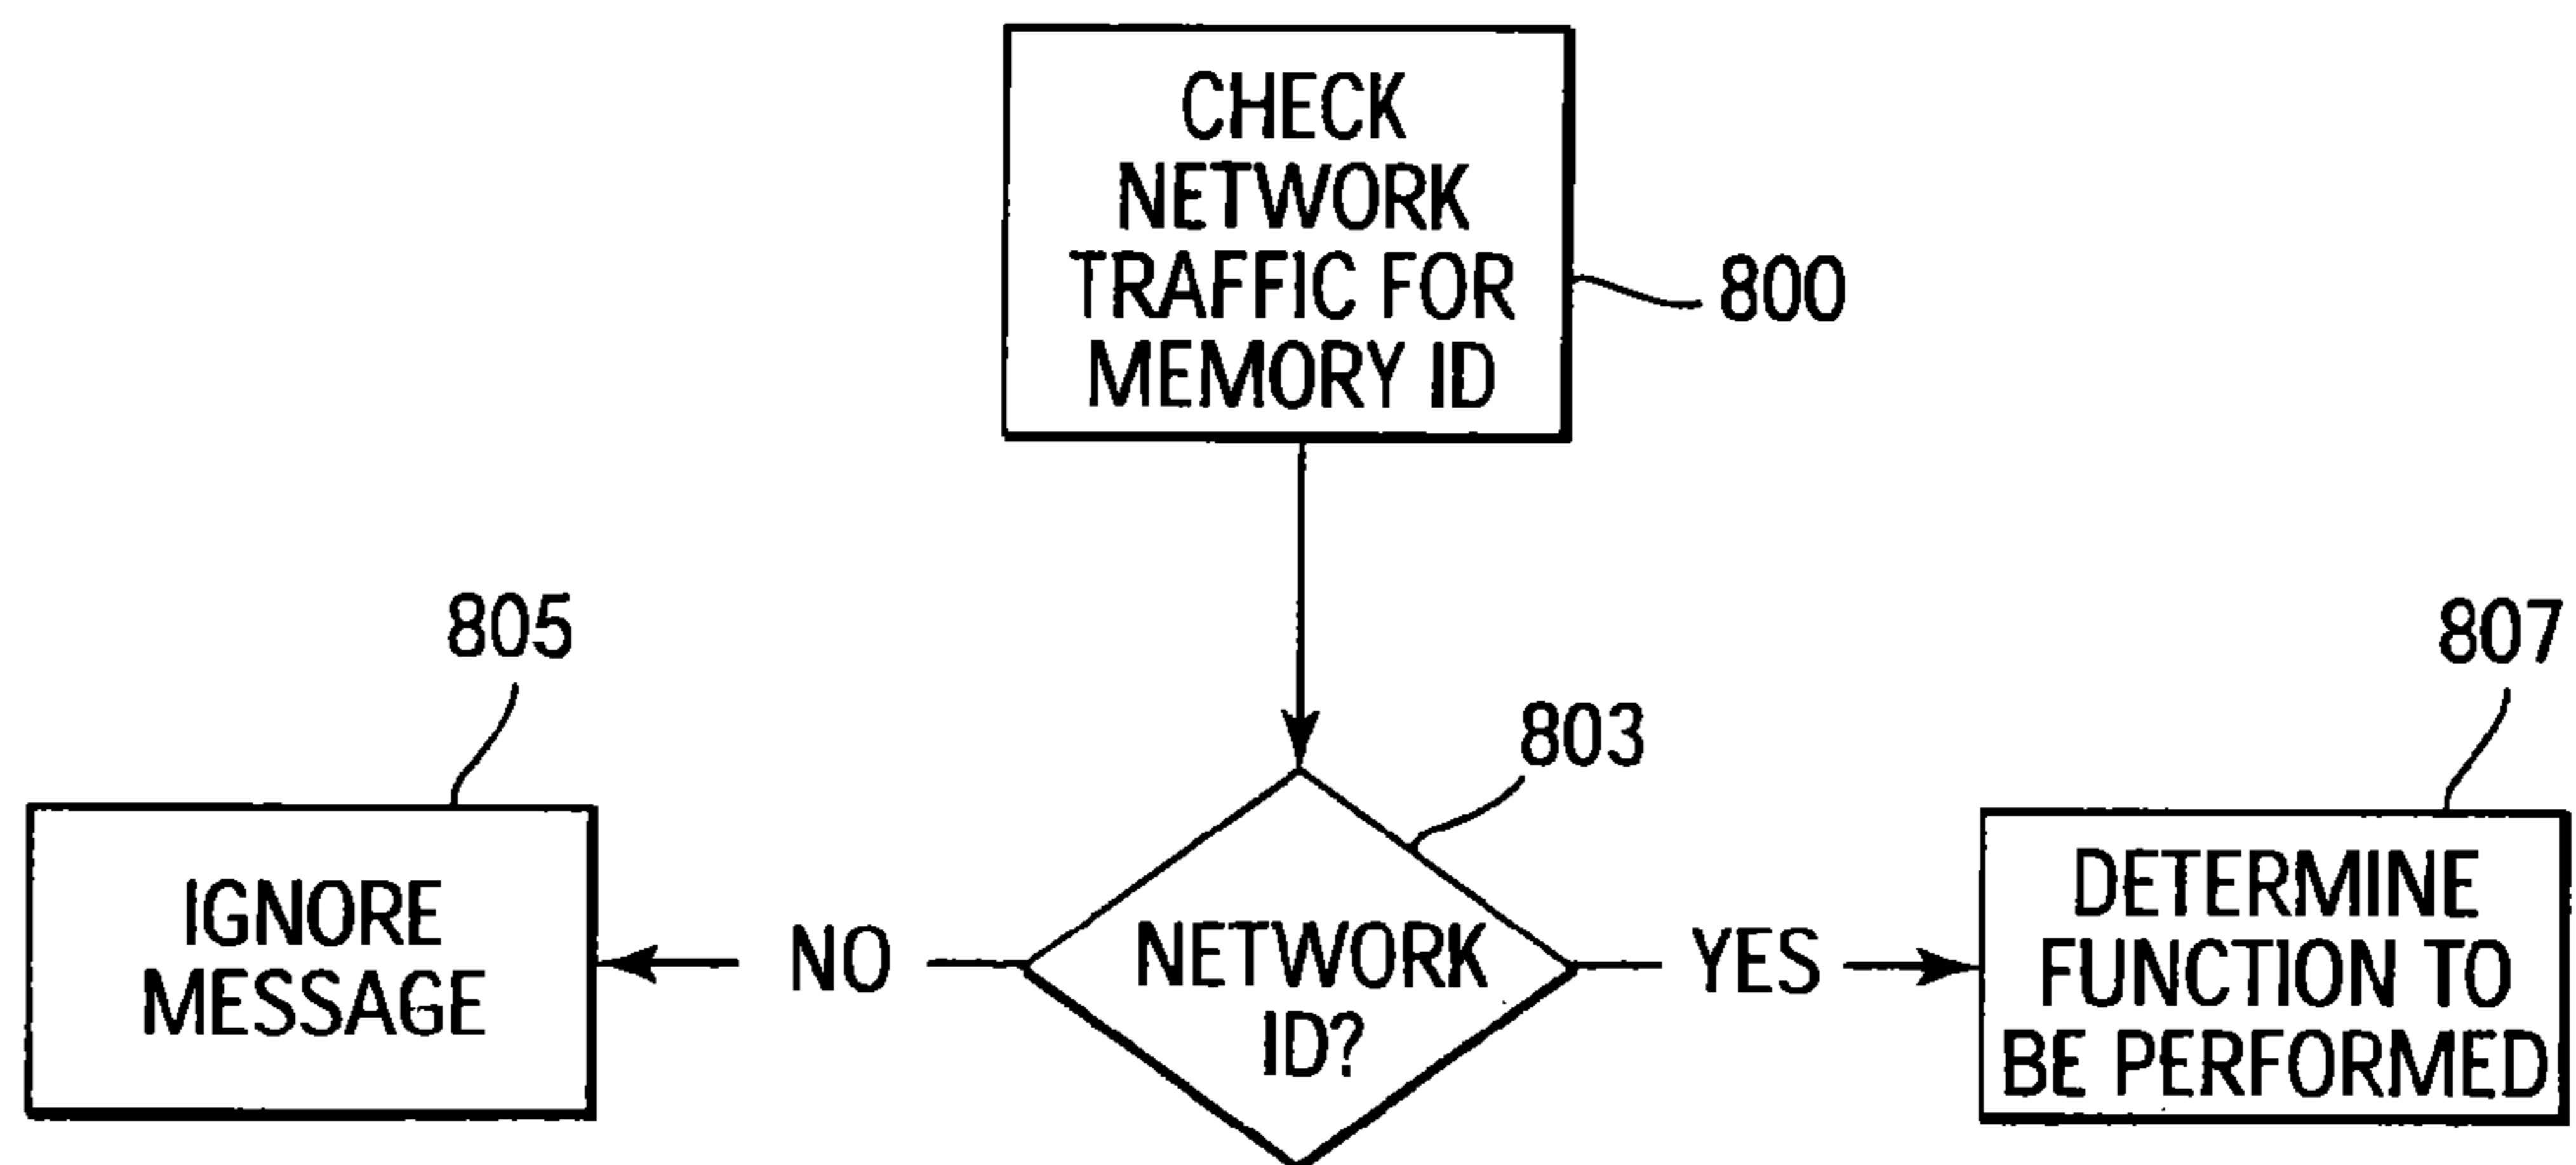 CHECK
NETWORK
TRAFFIC FOR
MEMORY ID
800
805
807
803
IGNORE
MESSAGE
NO
NETWORK
ID?
YES
DETERMINE
FUNCTION TO
BE PERFORMED